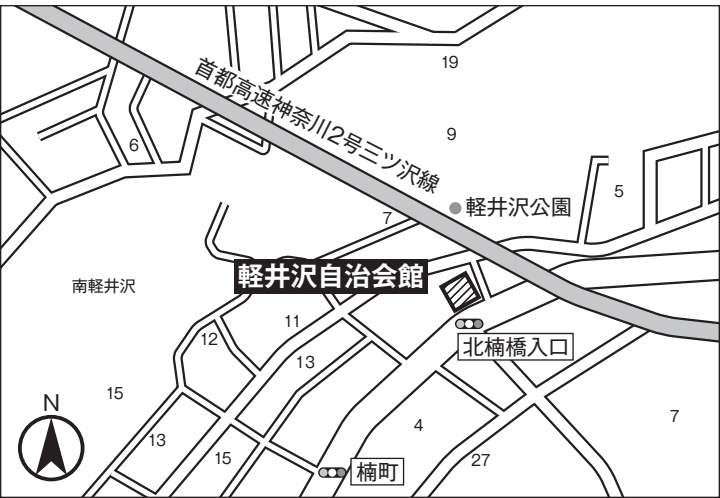 19
首都高速神奈川2号三ツ沢線
9
6
5
軽井沢公園
7
軽井沢自治会館
南軽井沢
11
12
北楠橋入口
13
15
N
4
7
13
15
27
楠町